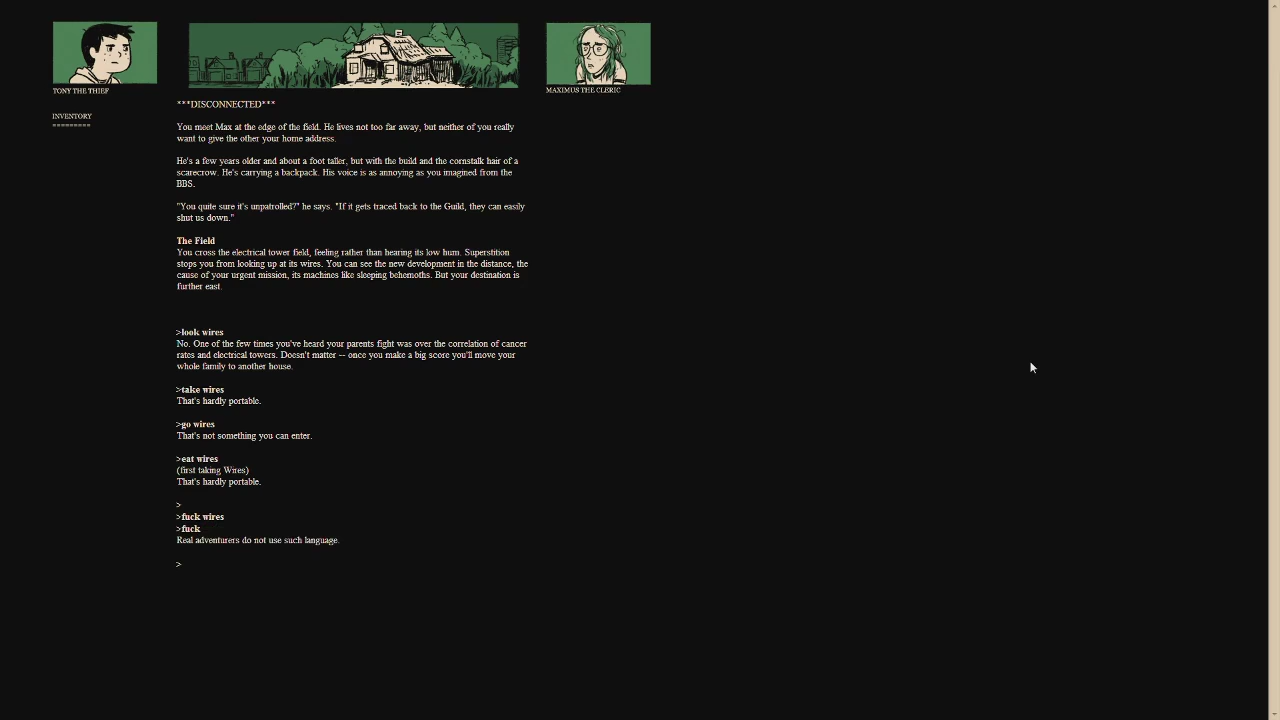 TONY THE THIEF
MAXIMUS THE CLERIC
INVENTORY
=========
***DISCONNECTED***
You meet Max at the edge of the field. He lives not too far away, but neither of you really
want to give the other your home address.
He's a few years older and about a foot taller, but with the build and the cornstalk hair of a
scarecrow. He's carrying a backpack. His voice is as annoying as you imagined from the
BBS.
"You quite sure it's unpatrolled?" he says. "If it gets traced back to the Guild, they can easily
shut us down."
The Field
You cross the electrical tower field, feeling rather than hearing its low hum. Superstition
stops you from looking up at its wires. You can see the new development in the distance, the
cause of your urgent mission, its machines like sleeping behemoths. But your destination is
further east.
>look wires
No. One of the few times you've heard your parents fight was over the correlation of cancer
rates and electrical towers. Doesn't matter -- once you make a big score you'll move your
whole family to another house.
>take wires
That's hardly portable.
>go wires
That's not something you can enter.
>eat wires
(first taking Wires)
That's hardly portable.
>
>fuck wires
>fuck
Real adventurers do not use such language.
>